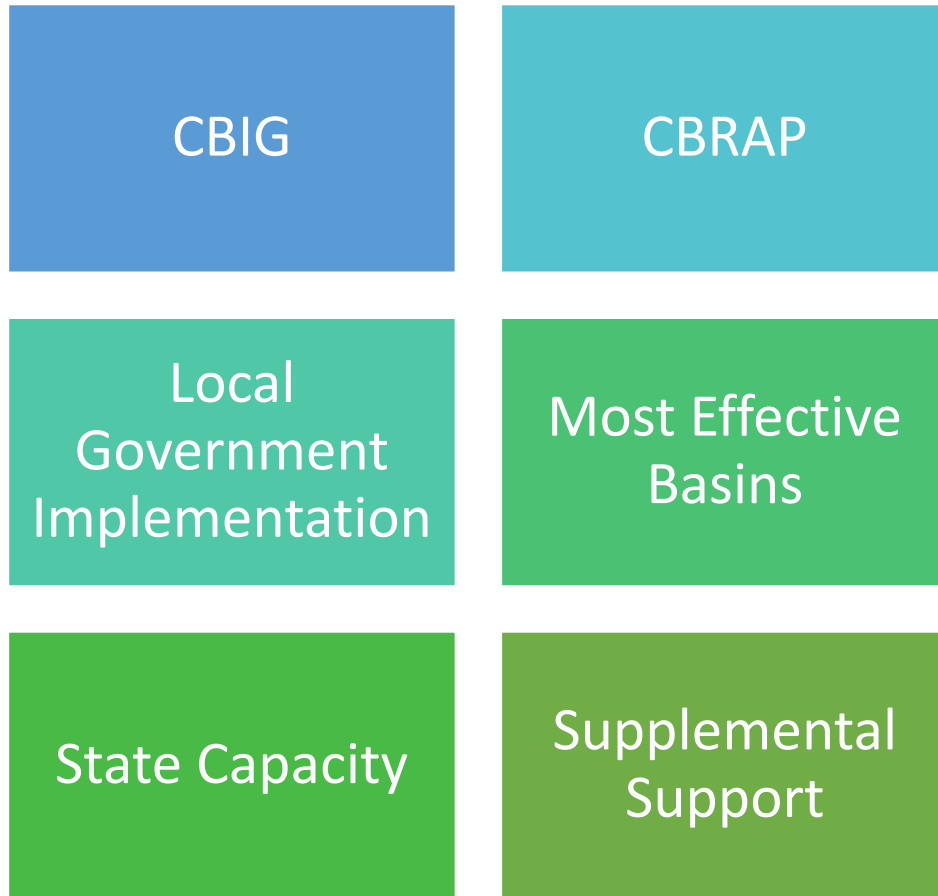 CBIG
CBRAP
Local
Government
Implementation
Most Effective
Basins
State Capacity
Supplemental
Support